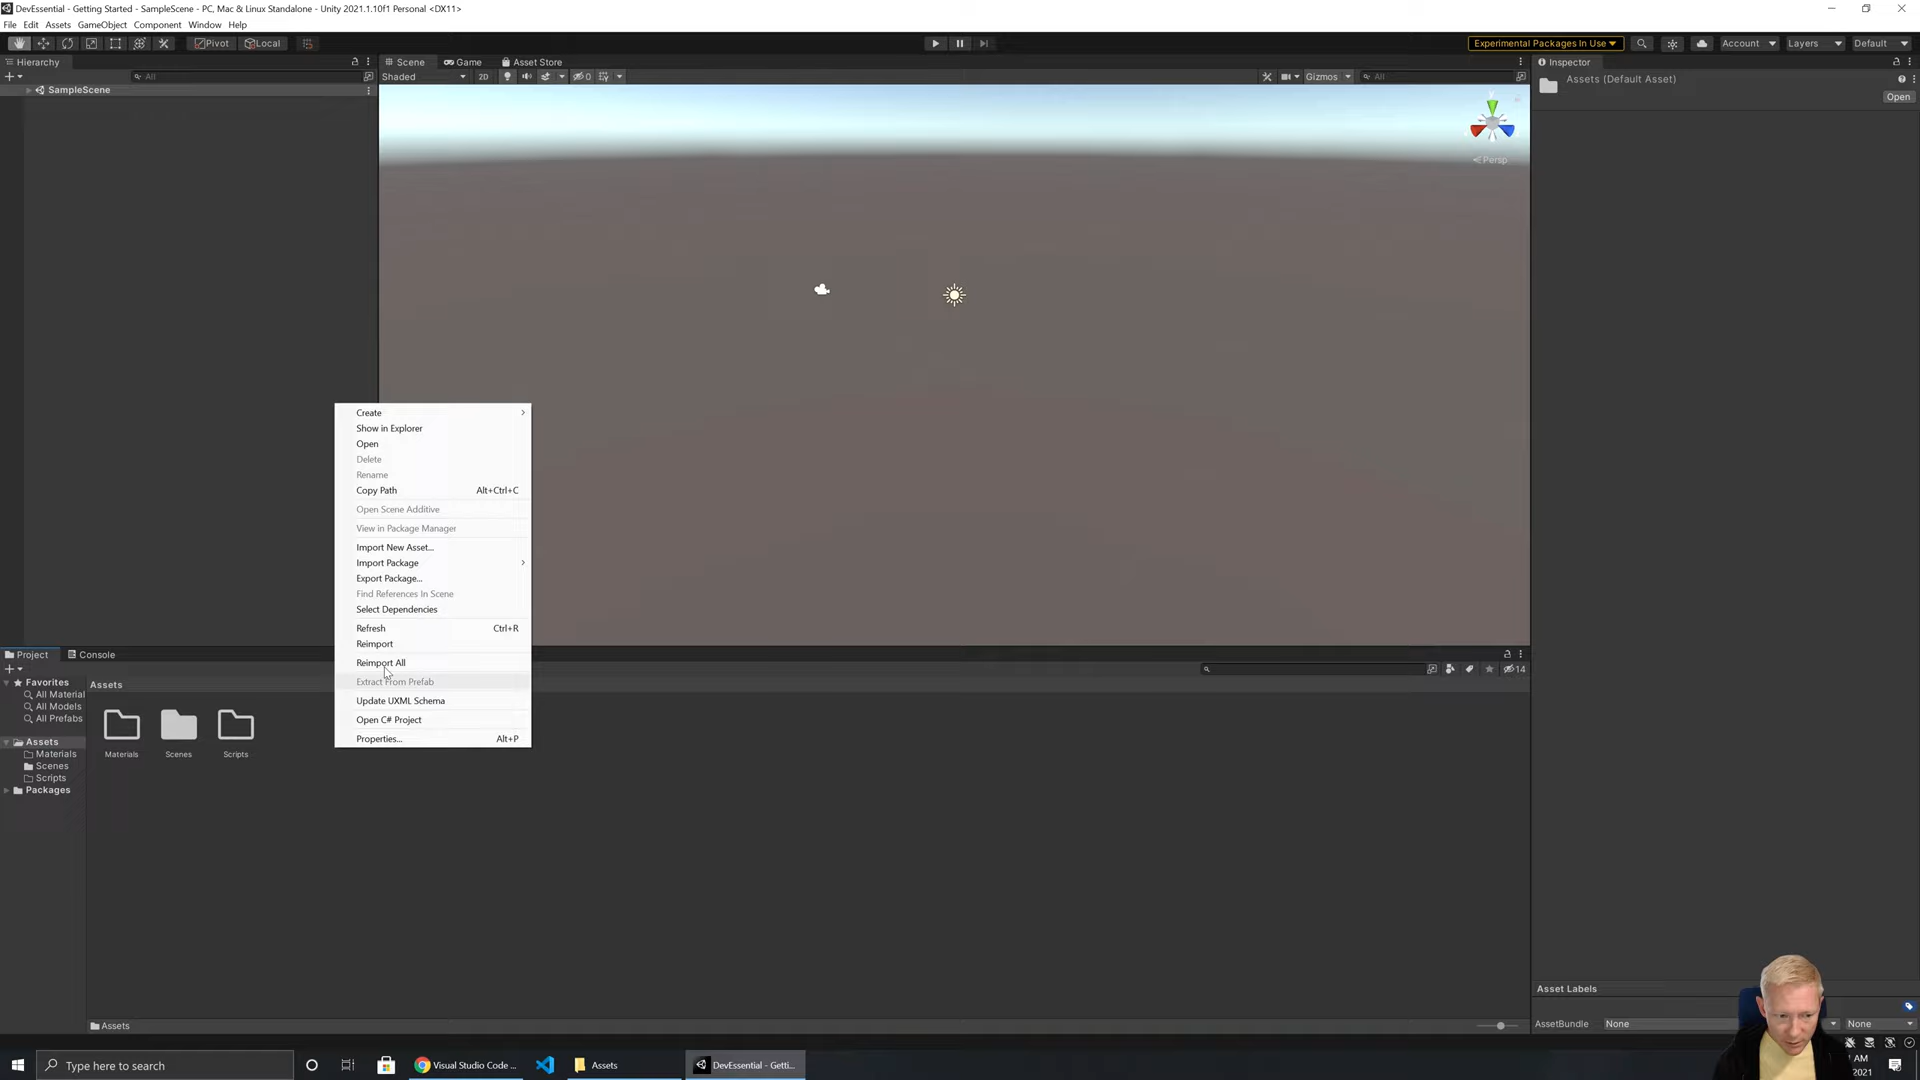 DevEssential - Getting Started - SampleScene - PC, Mac & Linux Standalone - Unity 2021.1.10f1 Personal <DX11>
File Edit Assets GameObject Component Window Help
Pivot Local Experimental Packages In Use Account Layers Default
Hierarchy
All
SampleScene
Scene Game Asset Store
Shaded 2D 0 Gizmos All
Persp
Inspector
Assets (Default Asset)
Open
Create
Show in Explorer
Open
Delete
Rename
Copy Path Alt+Ctrl+C
Open Scene Additive
View in Package Manager
Import New Asset...
Import Package
Export Package...
Find References In Scene
Select Dependencies
Refresh Ctrl+R
Reimport
Reimport All
Extract From Prefab
Update UXML Schema
Open C# Project
Properties... Alt+P
Project Console
14
Favorites
All Material
All Models
All Prefabs
Assets
Materials
Scenes
Scripts
Packages
Assets
Materials Scenes Scripts
Assets
Asset Labels
AssetBundle None None
Type here to search
Visual Studio Code ...
Assets
DevEssential - Getti...
AM
2021